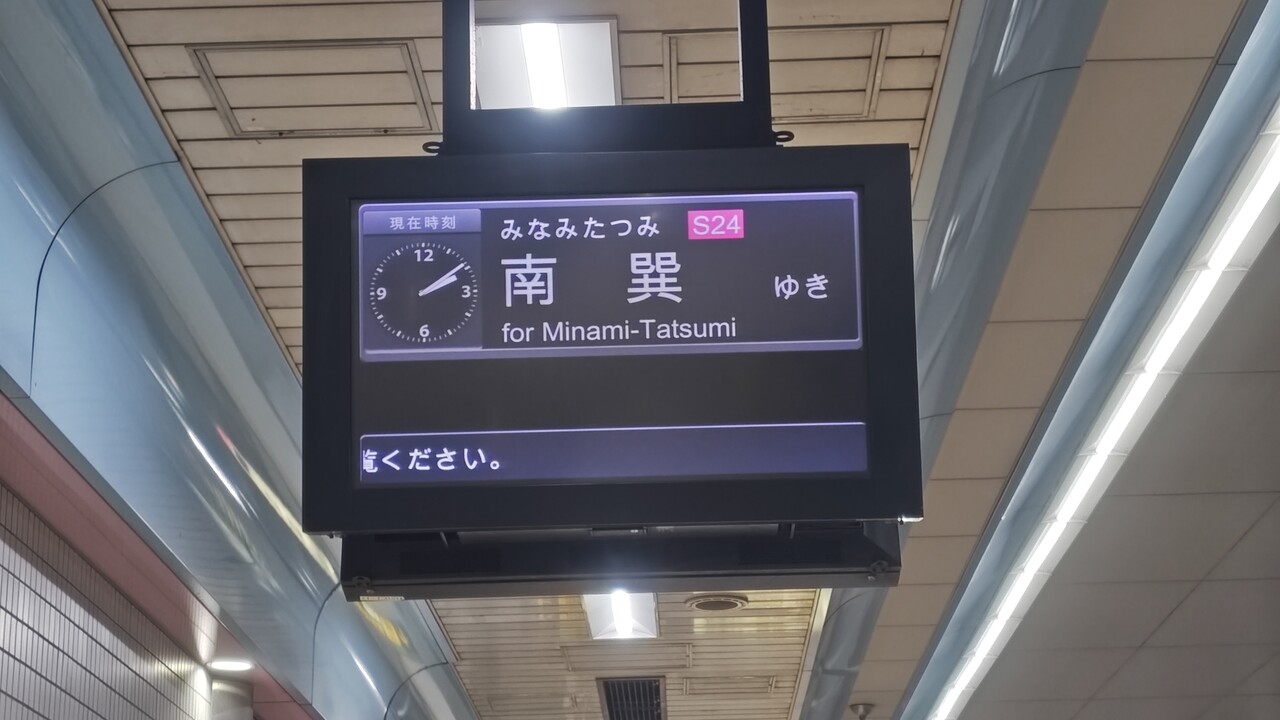 現在時刻
12
9
3
6
みなみたつみ S24
南 巽 ゆき
for Minami-Tatsumi
覧ください。